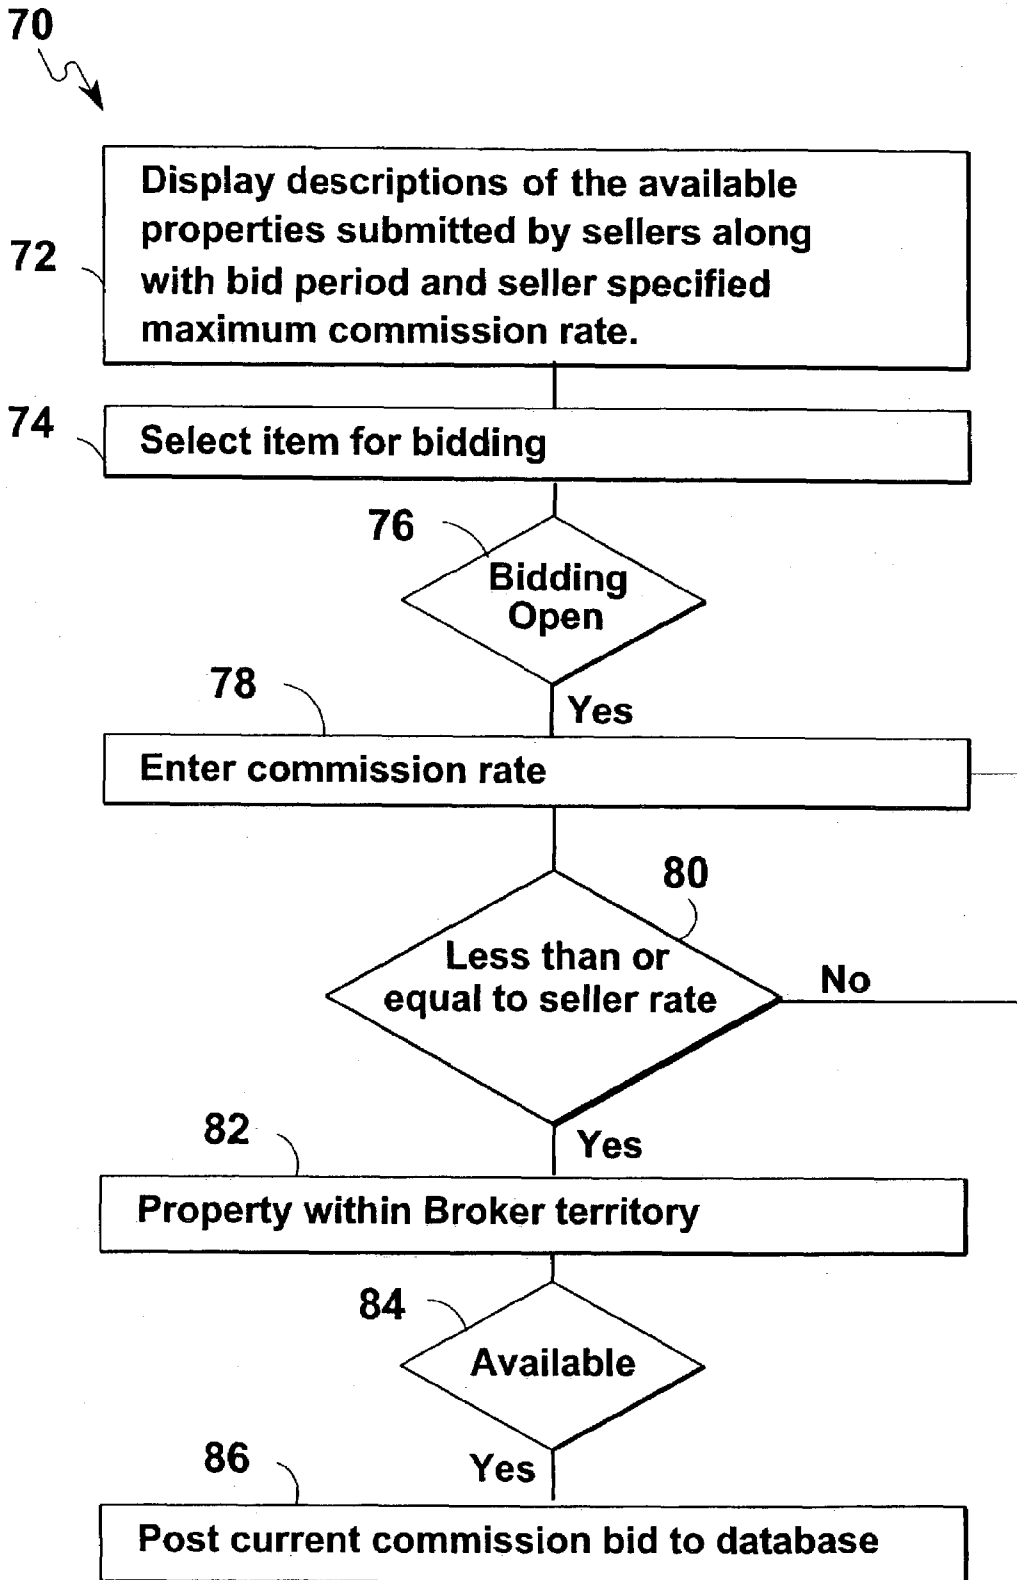 70
Display descriptions of the available
properties submitted by sellers along
with bid period and seller specified
maximum commission rate.
72
74
Select item for bidding
76
Bidding
Open
Yes
78
Enter commission rate
80
Less than or
equal to seller rate
No
Yes
82
Property within Broker territory
84
Available
Yes
86
Post current commission bid to database